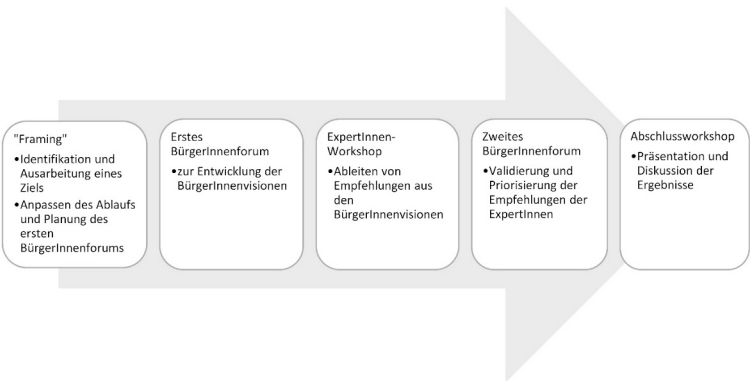 "Framing"
•Identifikation und
Ausarbeitung eines
Ziels
•Anpassen des Ablaufs
und Planung des
ersten
BürgerInnenforums
Erstes
BürgerInnenforum
•zur Entwicklung der
BürgerInnenvisionen
ExpertInnen-
Workshop
•Ableiten von
Empfehlungen aus
den
BürgerInnenvisionen
Zweites
BürgerInnenforum
•Validierung und
Priorisierung der
Empfehlungen der
ExpertInnen
Abschlussworkshop
•Präsentation und
Diskussion der
Ergebnisse